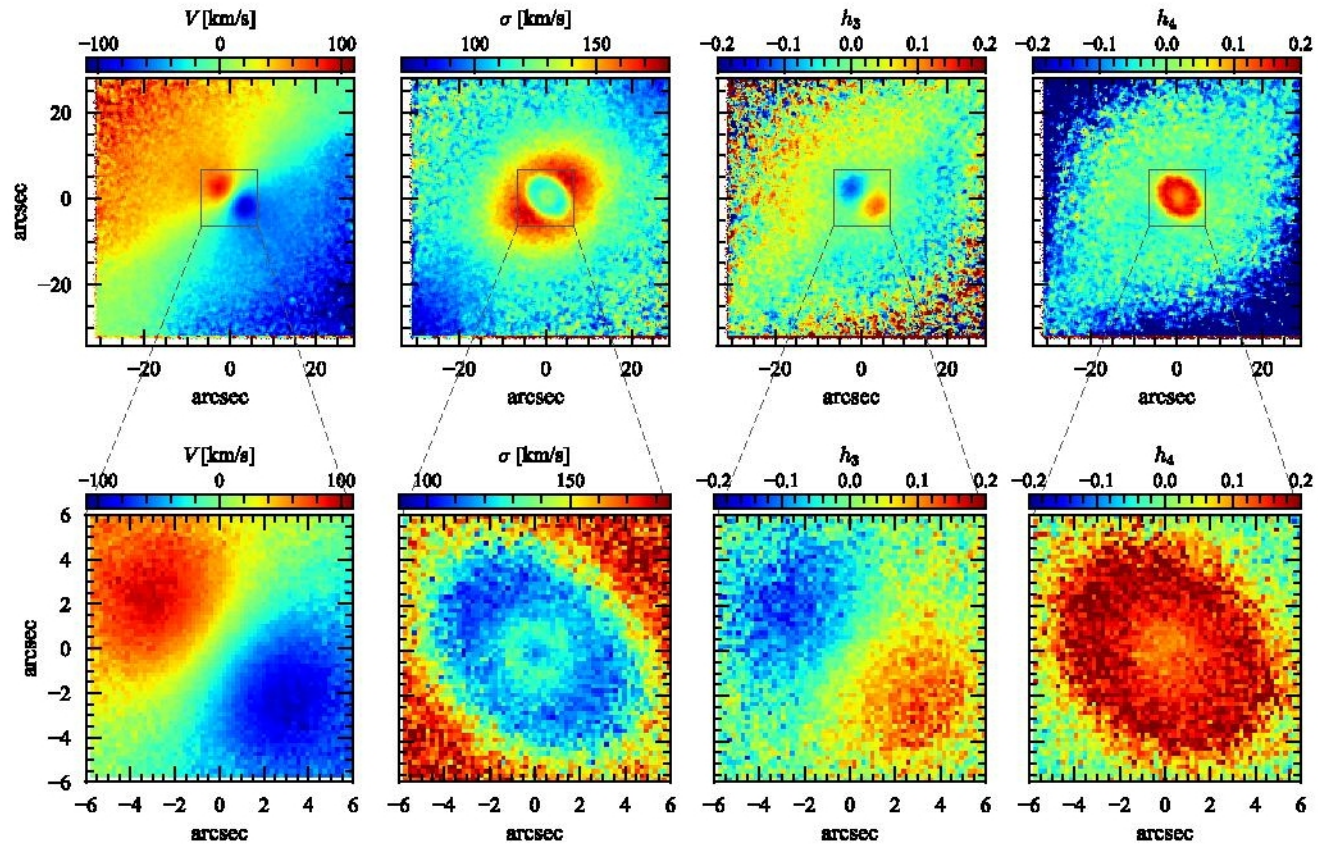 V [km/s] σ [km/s] h₃ h₄
−100 0 100 100 150 −0.2 −0.1 0.0 0.1 0.2 −0.2 −0.1 0.0 0.1 0.2
20
0
−20
arcsec
−20 0 20 −20 0 20 −20 0 20 −20 0 20
arcsec arcsec arcsec arcsec
V [km/s] σ [km/s] h₃ h₄
−100 0 100 100 150 −0.2 −0.1 0.0 0.1 0.2 −0.2 −0.1 0.0 0.1 0.2
6
4
2
0
−2
−4
−6
arcsec
−6 −4 −2 0 2 4 6 −6 −4 −2 0 2 4 6 −6 −4 −2 0 2 4 6 −6 −4 −2 0 2 4 6
arcsec arcsec arcsec arcsec